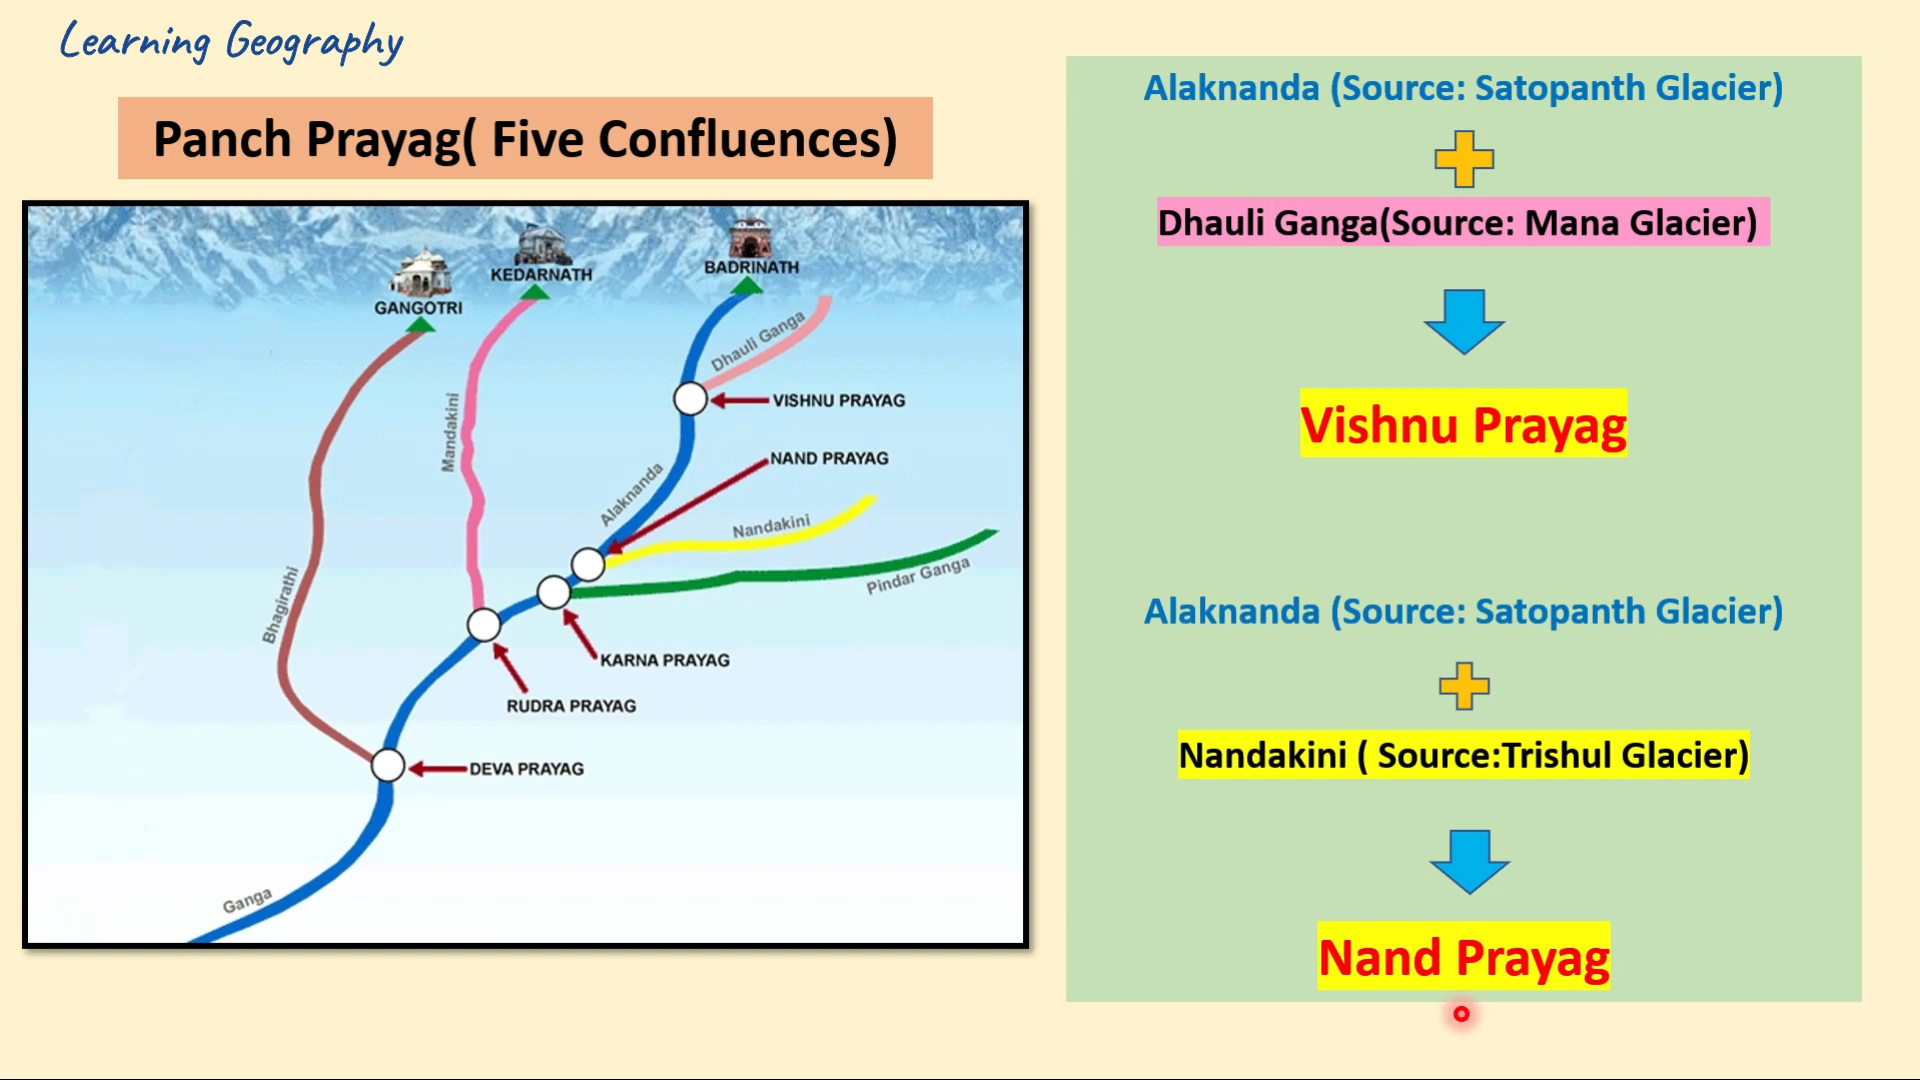 Learning Geography
Panch Prayag( Five Confluences)
GANGOTRI
KEDARNATH
BADRINATH
Dhauli Ganga
VISHNU PRAYAG
Mandakini
NAND PRAYAG
Alaknanda
Nandakini
Pindar Ganga
Bhagirathi
KARNA PRAYAG
RUDRA PRAYAG
DEVA PRAYAG
Ganga
Alaknanda (Source: Satopanth Glacier)
Dhauli Ganga(Source: Mana Glacier)
Vishnu Prayag
Alaknanda (Source: Satopanth Glacier)
Nandakini ( Source:Trishul Glacier)
Nand Prayag